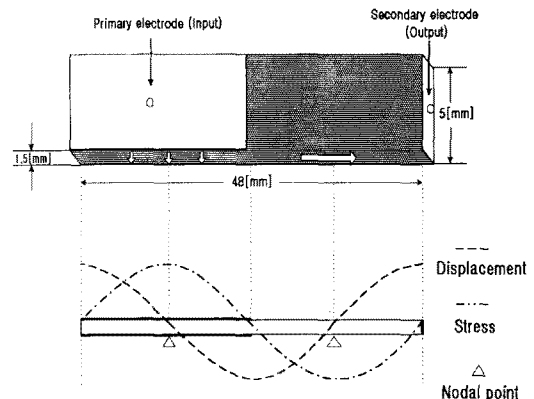 Primary electrode (Input)
Secondary electrode
(Output)
5[mm]
1.5[mm]
48[mm]
Displacement
Stress
Nodal point